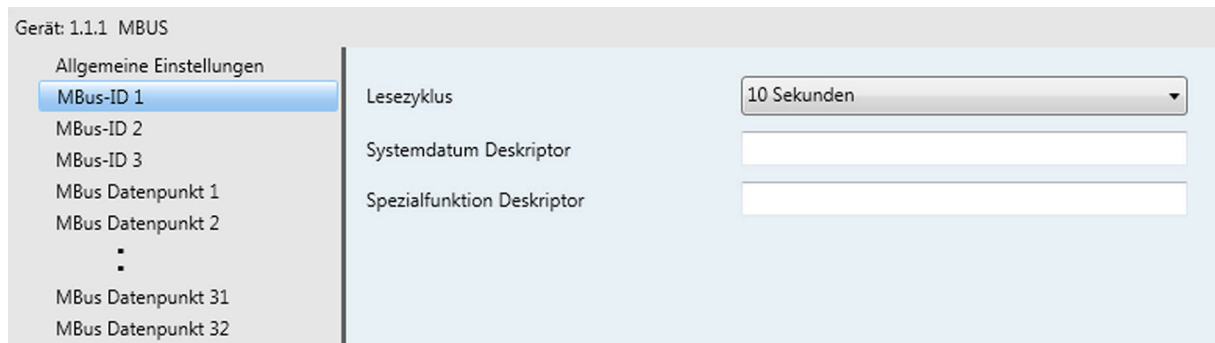 Gerät: 1.1.1 MBUS
Allgemeine Einstellungen
MBus-ID 1
MBus-ID 2
MBus-ID 3
MBus Datenpunkt 1
MBus Datenpunkt 2
MBus Datenpunkt 31
MBus Datenpunkt 32
Lesezyklus
10 Sekunden
Systemdatum Deskriptor
Spezialfunktion Deskriptor